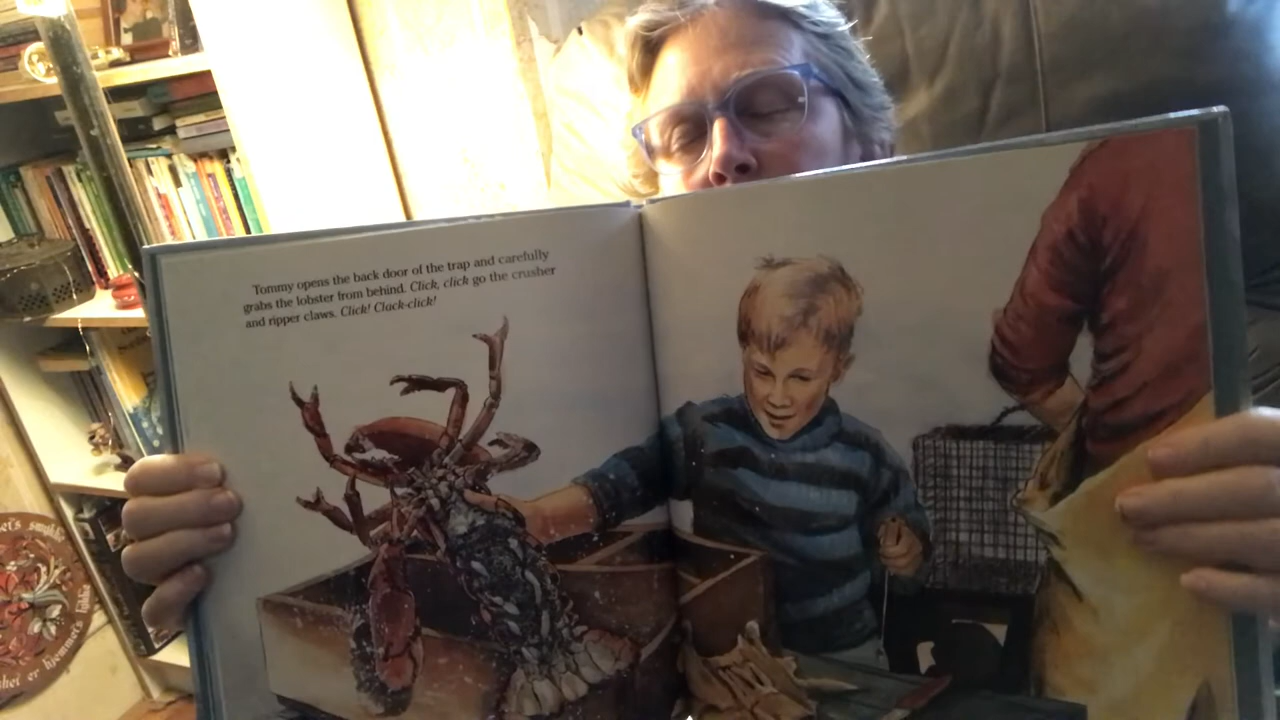 Tommy opens the back door of the trap and carefully
grabs the lobster from behind. Click, click go the crusher
and ripper claws. Click! Clack-click!